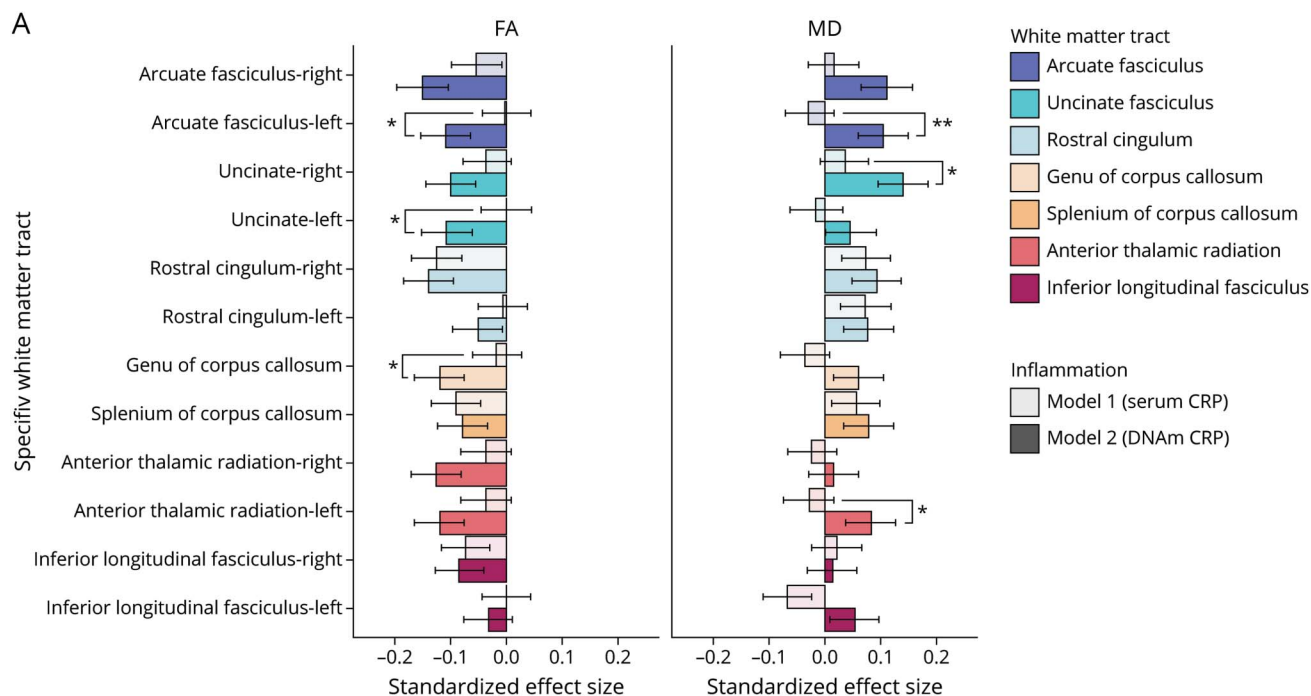 A
FA
MD
Specifiv white matter tract
Arcuate fasciculus-right
Arcuate fasciculus-left
*
**
Uncinate-right
*
Uncinate-left
*
Rostral cingulum-right
Rostral cingulum-left
Genu of corpus callosum
*
Splenium of corpus callosum
Anterior thalamic radiation-right
Anterior thalamic radiation-left
*
Inferior longitudinal fasciculus-right
Inferior longitudinal fasciculus-left
−0.2 −0.1 0.0 0.1 0.2
Standardized effect size
−0.2 −0.1 0.0 0.1 0.2
Standardized effect size
White matter tract
Arcuate fasciculus
Uncinate fasciculus
Rostral cingulum
Genu of corpus callosum
Splenium of corpus callosum
Anterior thalamic radiation
Inferior longitudinal fasciculus
Inflammation
Model 1 (serum CRP)
Model 2 (DNAm CRP)